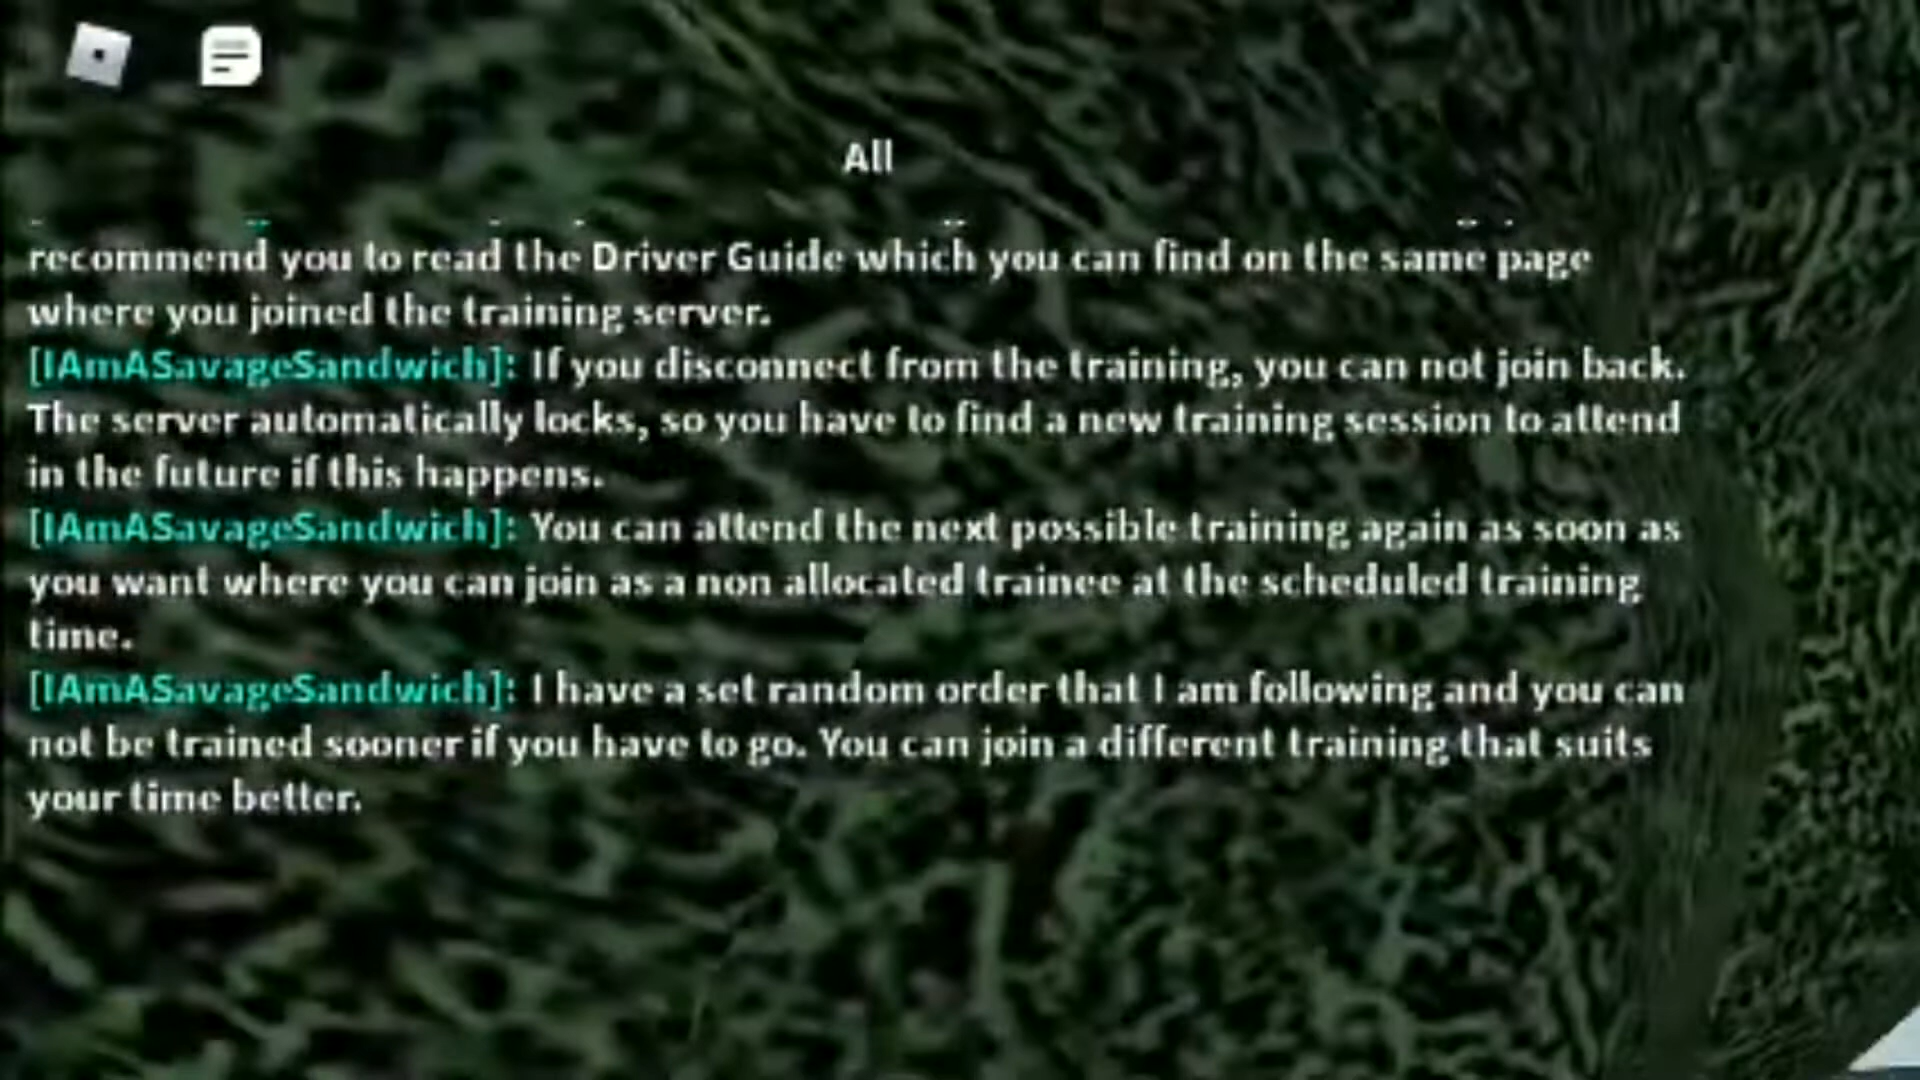 All
recommend you to read the Driver Guide which you can find on the same page
where you joined the training server.
[IAmASavageSandwich]: If you disconnect from the training, you can not join back.
The server automatically locks, so you have to find a new training session to attend
in the future if this happens.
[IAmASavageSandwich]: You can attend the next possible training again as soon as
you want where you can join as a non allocated trainee at the scheduled training
time.
[IAmASavageSandwich]: I have a set random order that I am following and you can
not be trained sooner if you have to go. You can join a different training that suits
your time better.